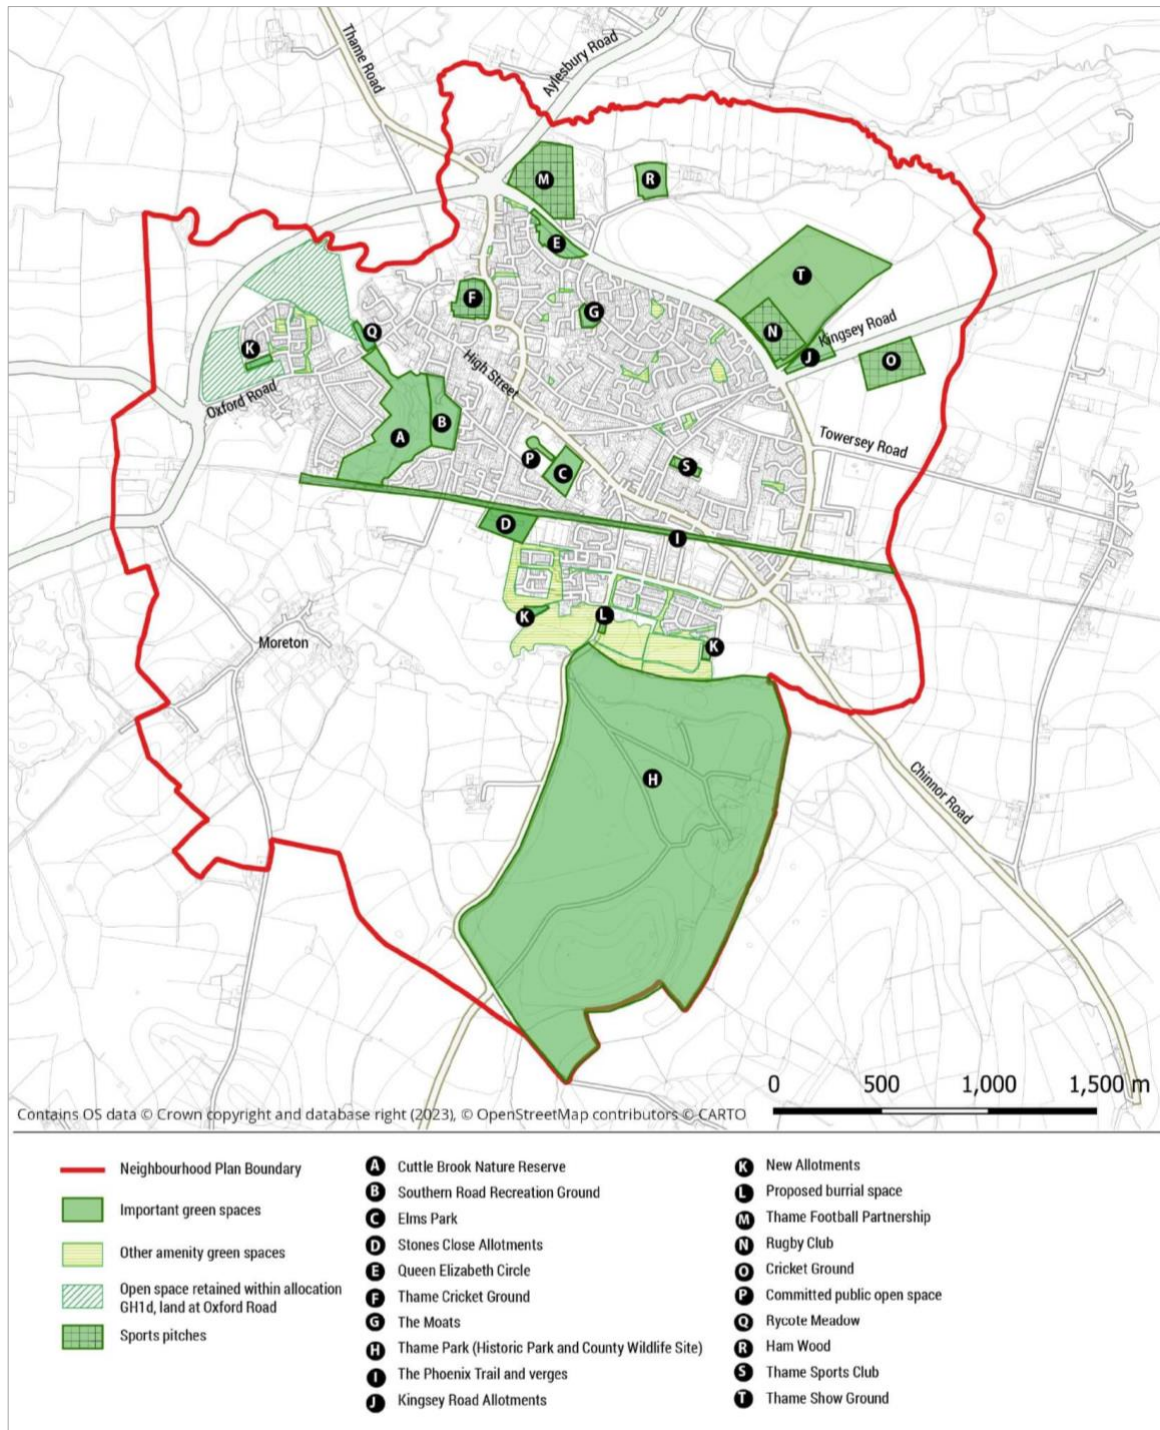 Thame Road
Aylesbury Road
M
R
E
T
F
G
Q
N
Kingsey Road
J
K
High Street
O
Oxford Road
B
A
Towersey Road
P
C
S
D
I
K
L
K
Moreton
H
Chinnor Road
0 500 1,000 1,500 m
Contains OS data © Crown copyright and database right (2023), © OpenStreetMap contributors © CARTO
Neighbourhood Plan Boundary
Important green spaces
Other amenity green spaces
Open space retained within allocation
GH1d, land at Oxford Road
Sports pitches
A Cuttle Brook Nature Reserve
B Southern Road Recreation Ground
C Elms Park
D Stones Close Allotments
E Queen Elizabeth Circle
F Thame Cricket Ground
G The Moats
H Thame Park (Historic Park and County Wildlife Site)
I The Phoenix Trail and verges
J Kingsey Road Allotments
K New Allotments
L Proposed burial space
M Thame Football Partnership
N Rugby Club
O Cricket Ground
P Committed public open space
Q Rycote Meadow
R Ham Wood
S Thame Sports Club
T Thame Show Ground